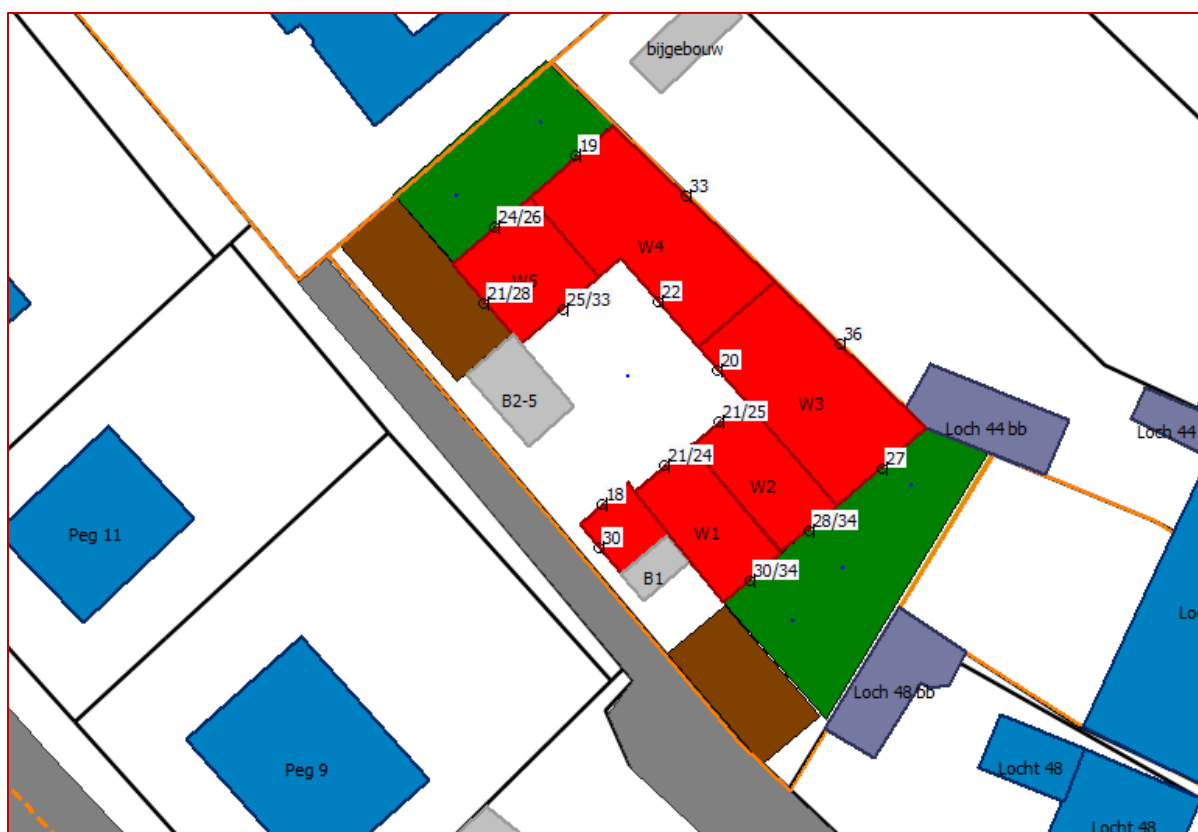 bijgebouw
19
33
24/26
W4
W5
21/28
25/33
22
36
20
B2-5
W3
21/25
Loch 44 bb
Loch 44
21/24
27
W2
18
28/34
Peg 11
W1
30
B1
30/34
Loch 48 bb
Peg 9
Locht 48
Locht 48